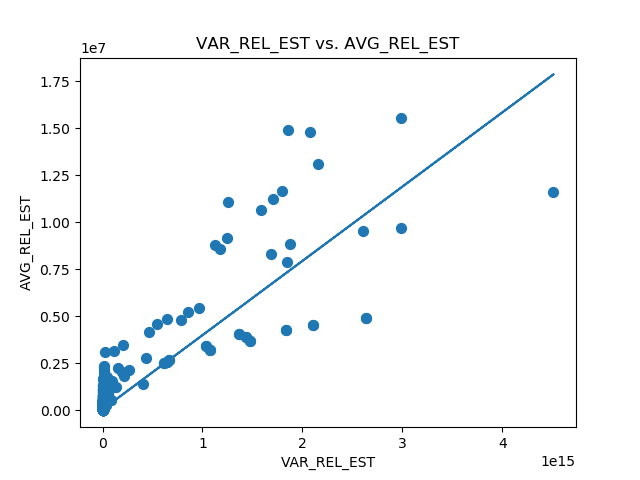 VAR_REL_EST vs. AVG_REL_EST
1e7
1.75
1.50
1.25
1.00
0.75
0.50
0.25
0.00
AVG_REL_EST
0 1 2 3 4
VAR_REL_EST
1e15